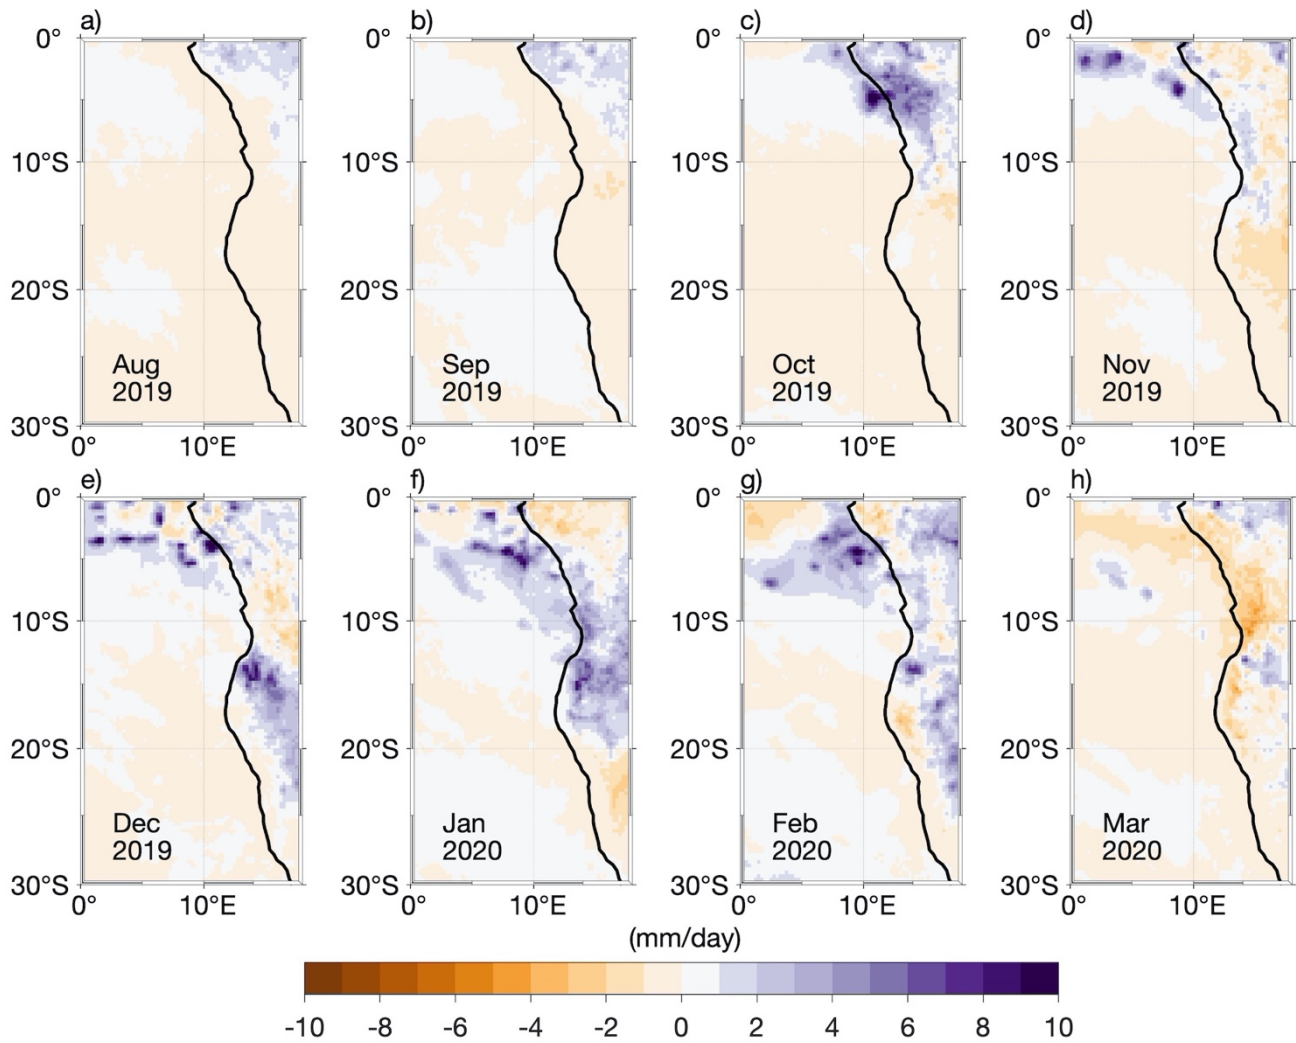 a) b) c) d)
0° 0° 0° 0°
10°S 10°S 10°S 10°S
20°S 20°S 20°S 20°S
Aug Sep Oct Nov
2019 2019 2019 2019
30°S 30°S 30°S 30°S
0° 10°E 0° 10°E 0° 10°E 0° 10°E
e) f) g) h)
0° 0° 0° 0°
10°S 10°S 10°S 10°S
20°S 20°S 20°S 20°S
Dec Jan Feb Mar
2019 2020 2020 2020
30°S 30°S 30°S 30°S
0° 10°E 0° 10°E 0° 10°E 0° 10°E
(mm/day)
-10 -8 -6 -4 -2 0 2 4 6 8 10